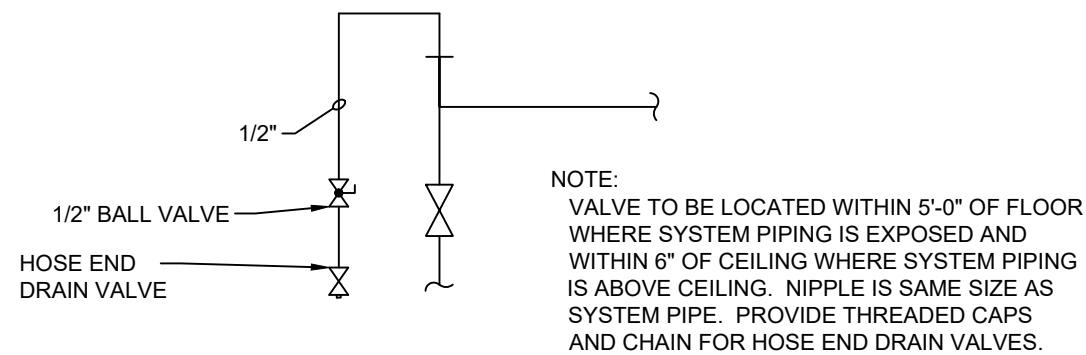 1/2"
1/2" BALL VALVE
HOSE END
DRAIN VALVE
NOTE:
VALVE TO BE LOCATED WITHIN 5'-0" OF FLOOR
WHERE SYSTEM PIPING IS EXPOSED AND
WITHIN 6" OF CEILING WHERE SYSTEM PIPING
IS ABOVE CEILING. NIPPLE IS SAME SIZE AS
SYSTEM PIPE. PROVIDE THREADED CAPS
AND CHAIN FOR HOSE END DRAIN VALVES.